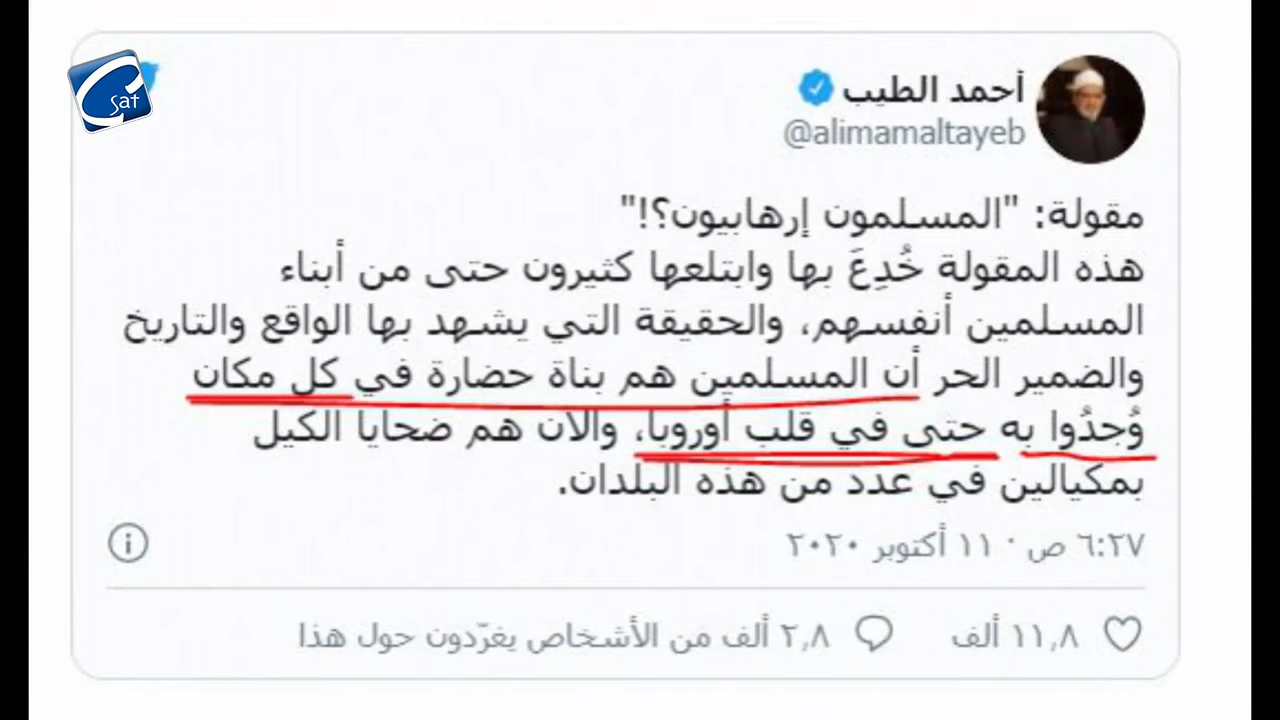 Csat
أحمد الطيب
@alimamaltayeb
مقولة: "المسلمون إرهابيون؟!"
هذه المقولة خُدِعَ بها وابتلعها كثيرون حتى من أبناء
المسلمين أنفسهم، والحقيقة التي يشهد بها الواقع والتاريخ
والضمير الحر أن المسلمين هم بناة حضارة في كل مكان
وُجدُوا به حتى في قلب أوروبا، والآن هم ضحايا الكيل
بمكيالين في عدد من هذه البلدان.
٦:٢٧ ص · ١١ أكتوبر ٢٠٢٠
١١,٨ ألف ٢,٨ ألف من الأشخاص يغرّدون حول هذا